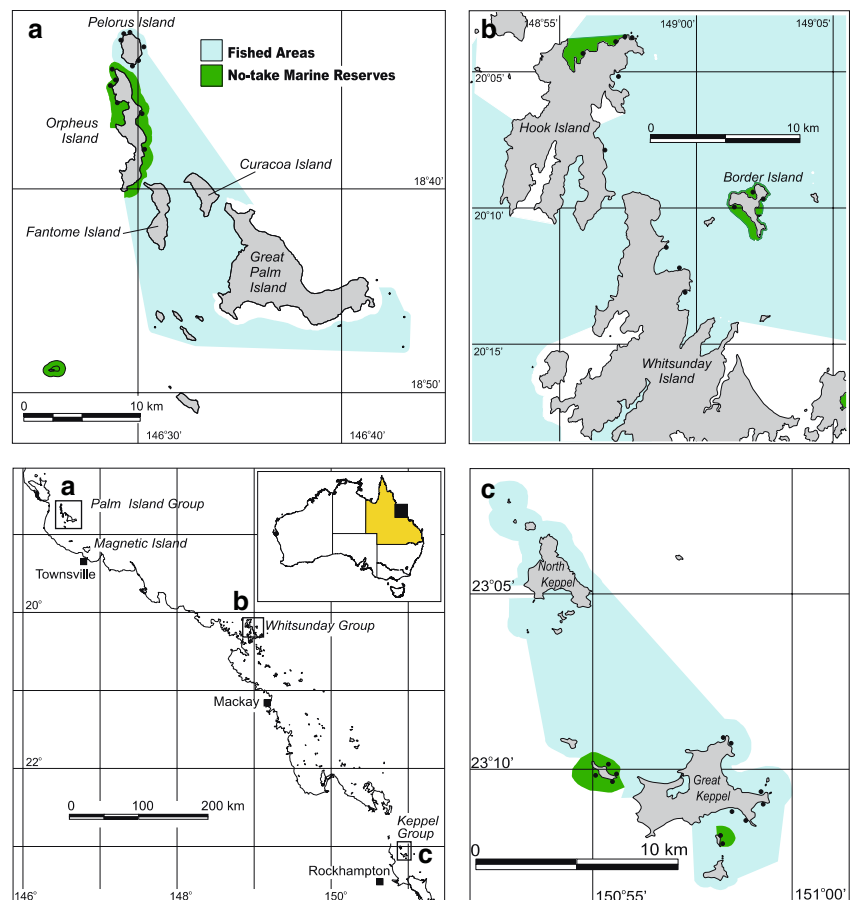 a
Pelorus Island
Fished Areas
No-take Marine Reserves
Orpheus
Island
Curacoa Island
18°40'
Fantome Island
Great
Palm
Island
18°50'
0 10 km
146°30' 146°40'
b
148°55' 149°00' 149°05'
20°05'
Hook Island
0 10 km
Border Island
20°10'
20°15'
Whitsunday
Island
a
Palm Island Group
Magnetic Island
Townsville
20°
b
Whitsunday Group
Mackay
22°
0 100 200 km
Keppel
Group
c
Rockhampton
146° 148° 150°
c
North
Keppel
23°05'
23°10'
Great
Keppel
0 10 km
150°55' 151°00'